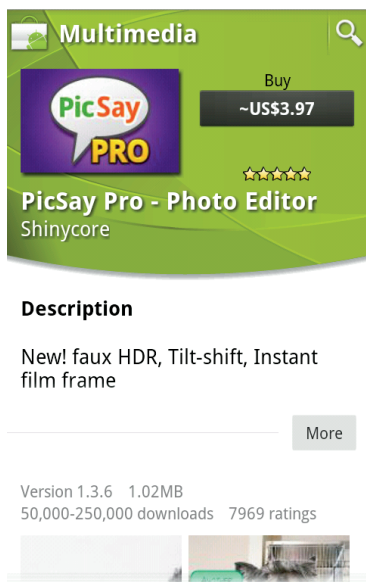 Multimedia
PicSay
PRO
Buy
~US$3.97
PicSay Pro - Photo Editor
Shinycore
Description
New! faux HDR, Tilt-shift, Instant
film frame
More
Version 1.3.6 1.02MB
50,000-250,000 downloads 7969 ratings